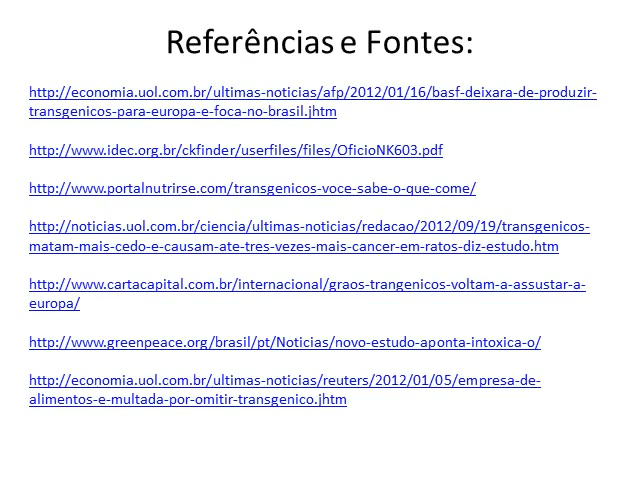 Referências e Fontes:
http://economia.uol.com.br/ultimas-noticias/afp/2012/01/16/basf-deixara-de-produzir-
transgenicos-para-europa-e-foca-no-brasil.jhtm
http://www.idec.org.br/ckfinder/userfiles/files/OficioNK603.pdf
http://www.portalnutrirse.com/transgenicos-voce-sabe-o-que-come/
http://noticias.uol.com.br/ciencia/ultimas-noticias/redacao/2012/09/19/transgenicos-
matam-mais-cedo-e-causam-ate-tres-vezes-mais-cancer-em-ratos-diz-estudo.htm
http://www.cartacapital.com.br/internacional/graos-trangenicos-voltam-a-assustar-a-
europa/
http://www.greenpeace.org/brasil/pt/Noticias/novo-estudo-aponta-intoxica-o/
http://economia.uol.com.br/ultimas-noticias/reuters/2012/01/05/empresa-de-
alimentos-e-multada-por-omitir-transgenico.jhtm